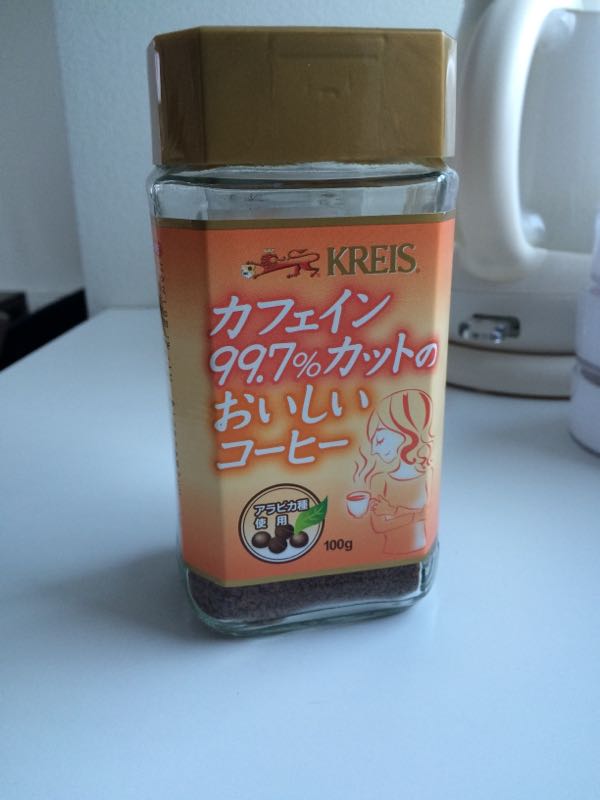 KREIS
カフェイン
99.7%カットの
おいしい
コーヒー
アラビカ種
使用
100g